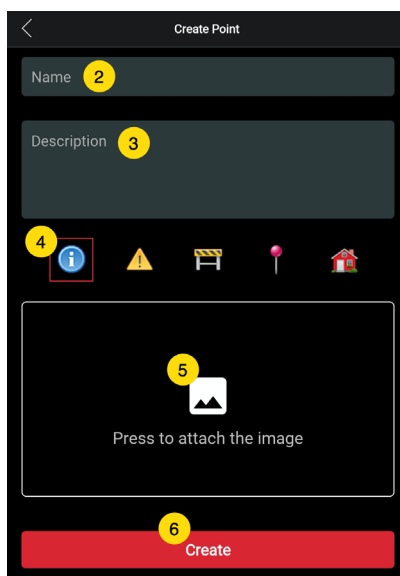 Create Point
Name 2
Description 3
4
i
5
Press to attach the image
6
Create